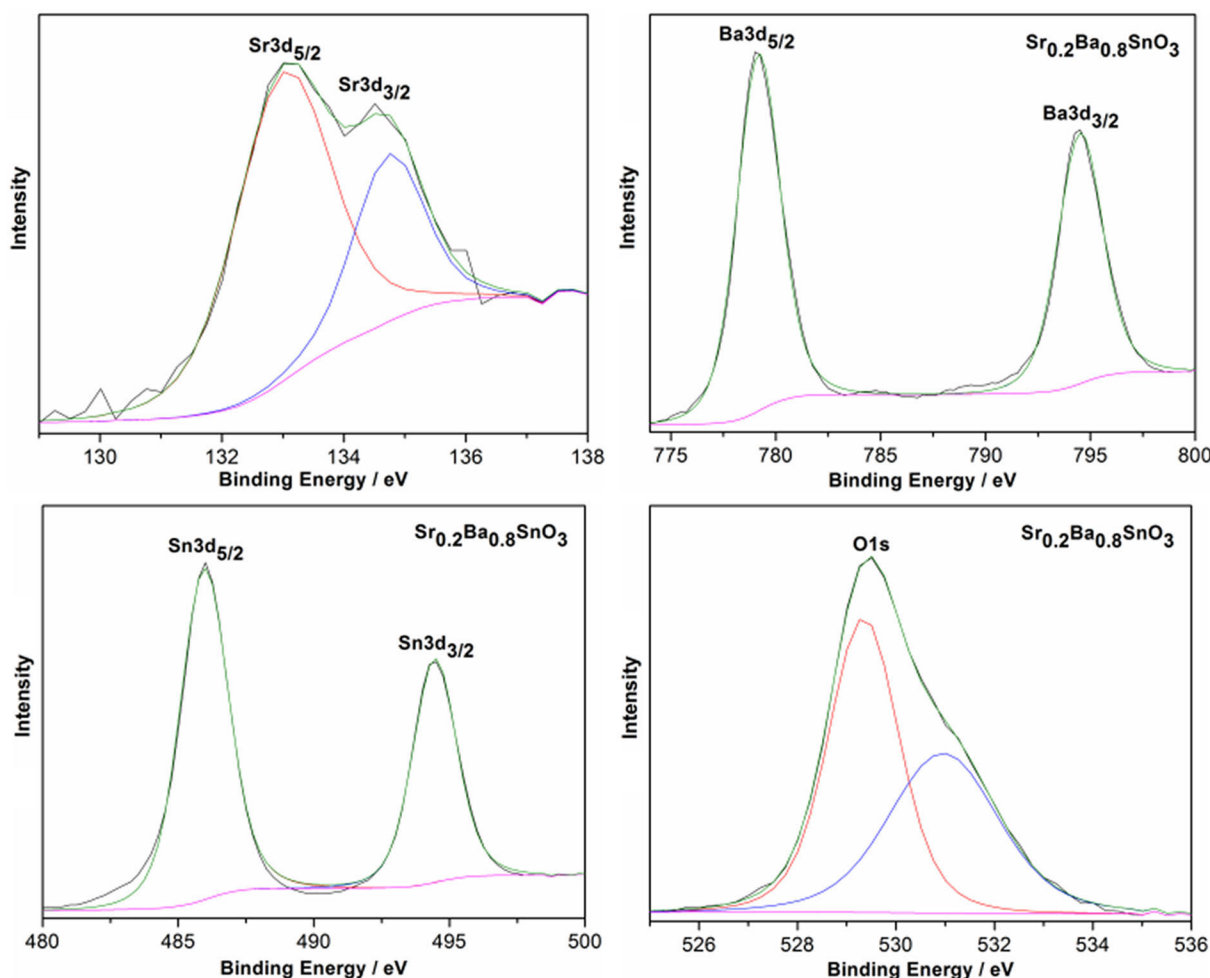 Sr3d5/2
Sr3d3/2
Intensity
130 132 134 136 138
Binding Energy / eV
Ba3d5/2
Sr0.2Ba0.8SnO3
Ba3d3/2
Intensity
775 780 785 790 795 800
Binding Energy / eV
Sn3d5/2
Sr0.2Ba0.8SnO3
Sn3d3/2
Intensity
480 485 490 495 500
Binding Energy / eV
O1s
Sr0.2Ba0.8SnO3
Intensity
526 528 530 532 534 536
Binding Energy / eV